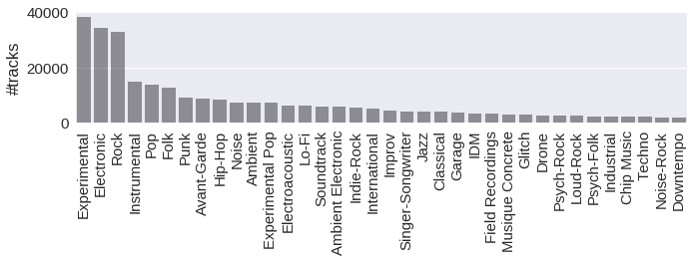 40000
20000
0
#tracks
Experimental
Electronic
Rock
Instrumental
Pop
Folk
Punk
Avant-Garde
Hip-Hop
Noise
Ambient
Experimental Pop
Electroacoustic
Lo-Fi
Soundtrack
Ambient Electronic
Indie-Rock
International
Improv
Singer-Songwriter
Jazz
Classical
Garage
IDM
Field Recordings
Musique Concrete
Glitch
Drone
Psych-Rock
Loud-Rock
Psych-Folk
Industrial
Chip Music
Techno
Noise-Rock
Downtempo